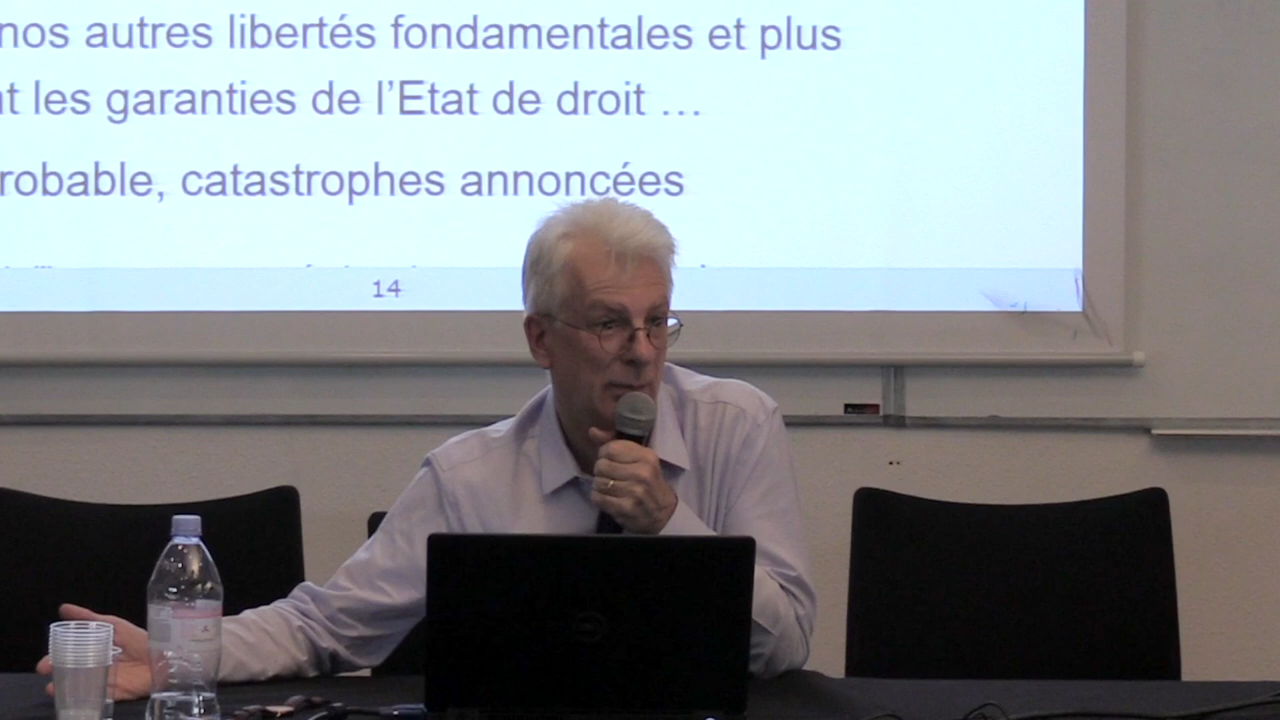 nos autres libertés fondamentales et plus
t les garanties de l’Etat de droit ...
robable, catastrophes annoncées
14